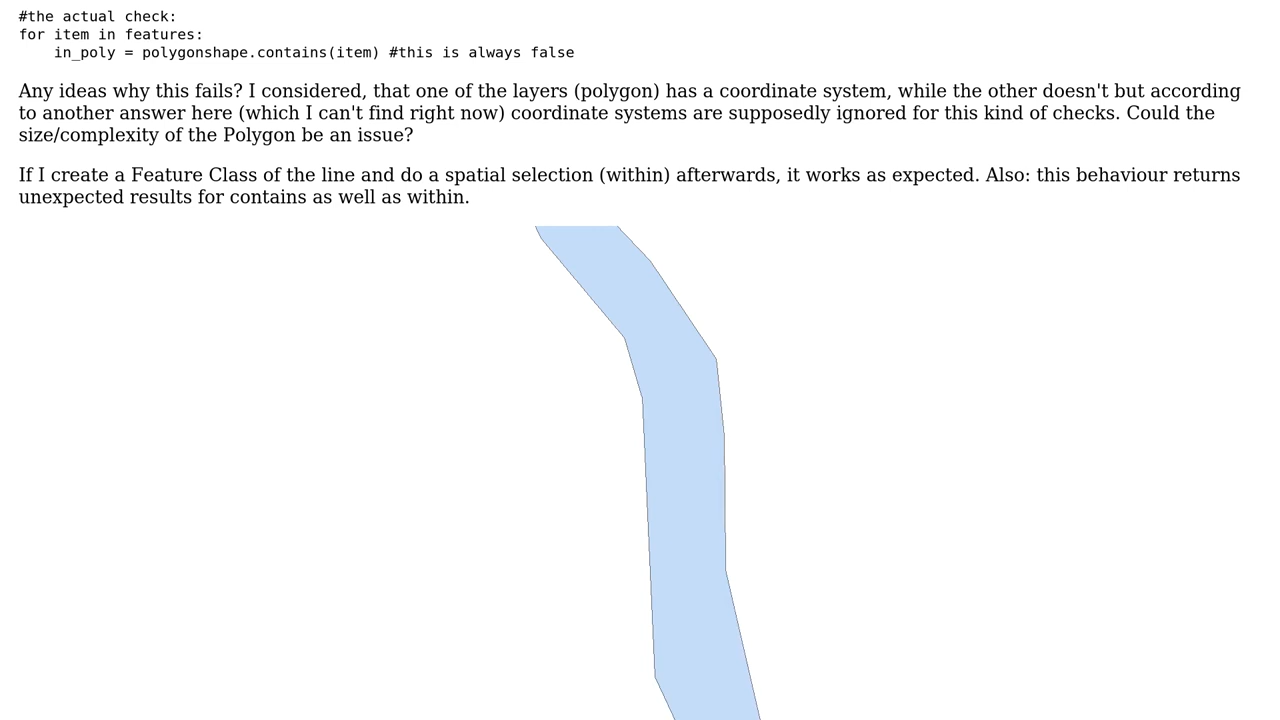 #the actual check:
for item in features:
    in_poly = polygonshape.contains(item) #this is always false
Any ideas why this fails? I considered, that one of the layers (polygon) has a coordinate system, while the other doesn't but according
to another answer here (which I can't find right now) coordinate systems are supposedly ignored for this kind of checks. Could the
size/complexity of the Polygon be an issue?
If I create a Feature Class of the line and do a spatial selection (within) afterwards, it works as expected. Also: this behaviour returns
unexpected results for contains as well as within.